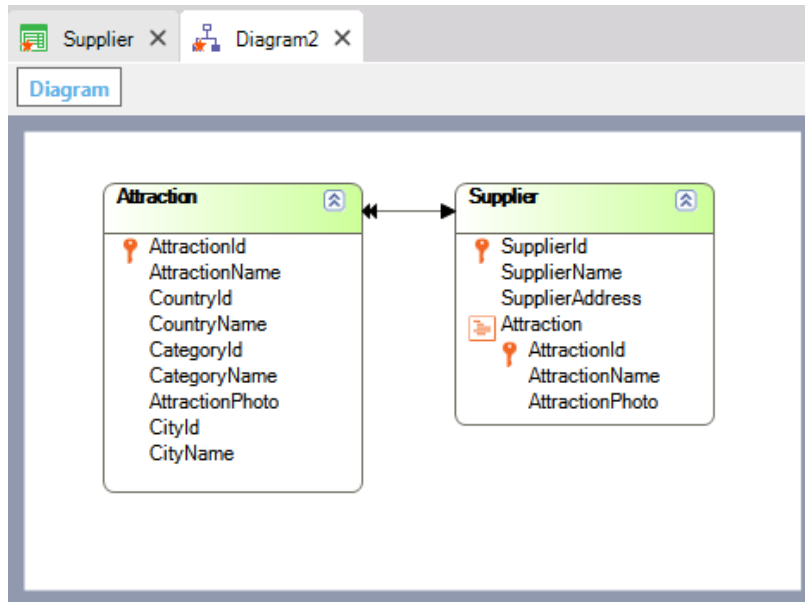 Supplier
Diagram2
Diagram
Attraction
AttractionId
AttractionName
CountryId
CountryName
CategoryId
CategoryName
AttractionPhoto
CityId
CityName
Supplier
SupplierId
SupplierName
SupplierAddress
Attraction
AttractionId
AttractionName
AttractionPhoto